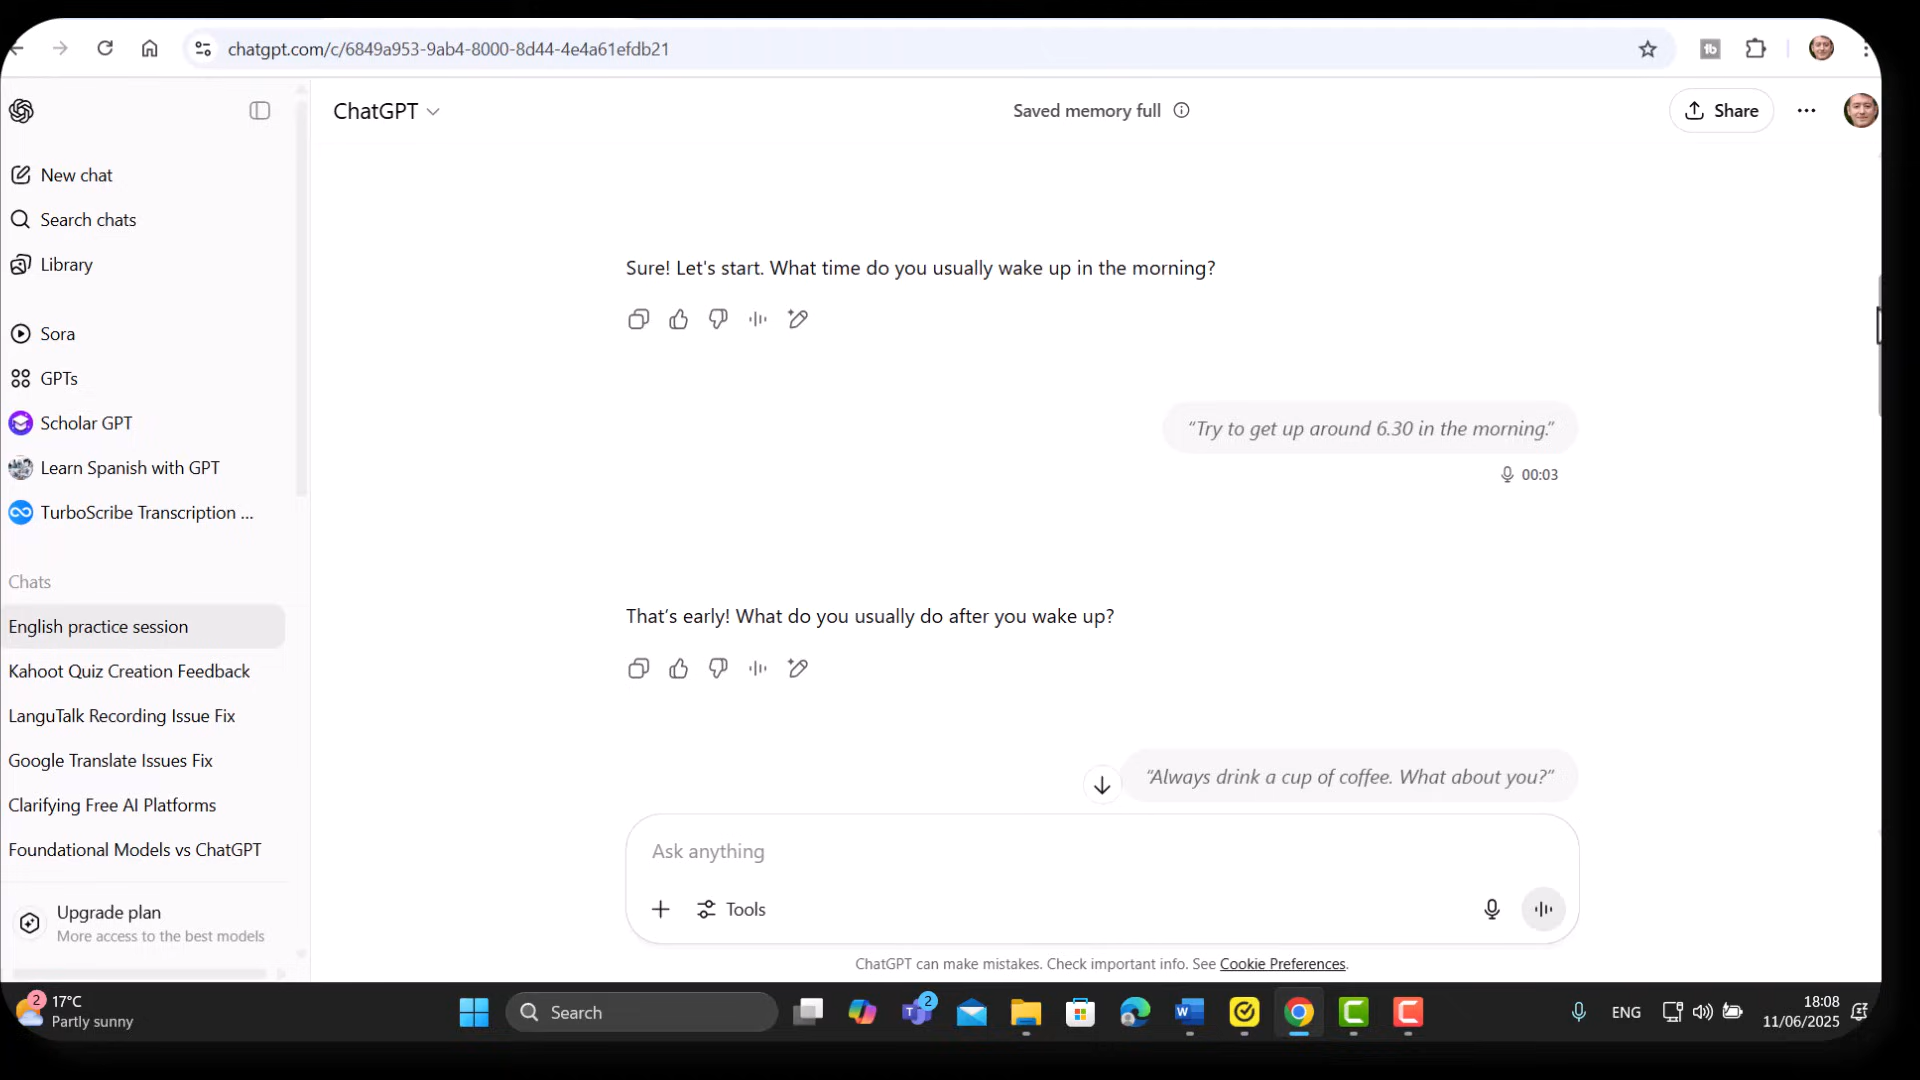 chatgpt.com/c/6849a953-9ab4-8000-8d44-4e4a61efdb21
ChatGPT
Saved memory full
Share
New chat
Search chats
Library
Sora
GPTs
Scholar GPT
Learn Spanish with GPT
TurboScribe Transcription ...
Chats
English practice session
Kahoot Quiz Creation Feedback
LanguTalk Recording Issue Fix
Google Translate Issues Fix
Clarifying Free AI Platforms
Foundational Models vs ChatGPT
Upgrade plan
More access to the best models
Sure! Let's start. What time do you usually wake up in the morning?
“Try to get up around 6.30 in the morning.”
00:03
That's early! What do you usually do after you wake up?
“Always drink a cup of coffee. What about you?”
Ask anything
Tools
ChatGPT can make mistakes. Check important info. See Cookie Preferences.
2
17°C
Partly sunny
Search
2
ENG
18:08
11/06/2025